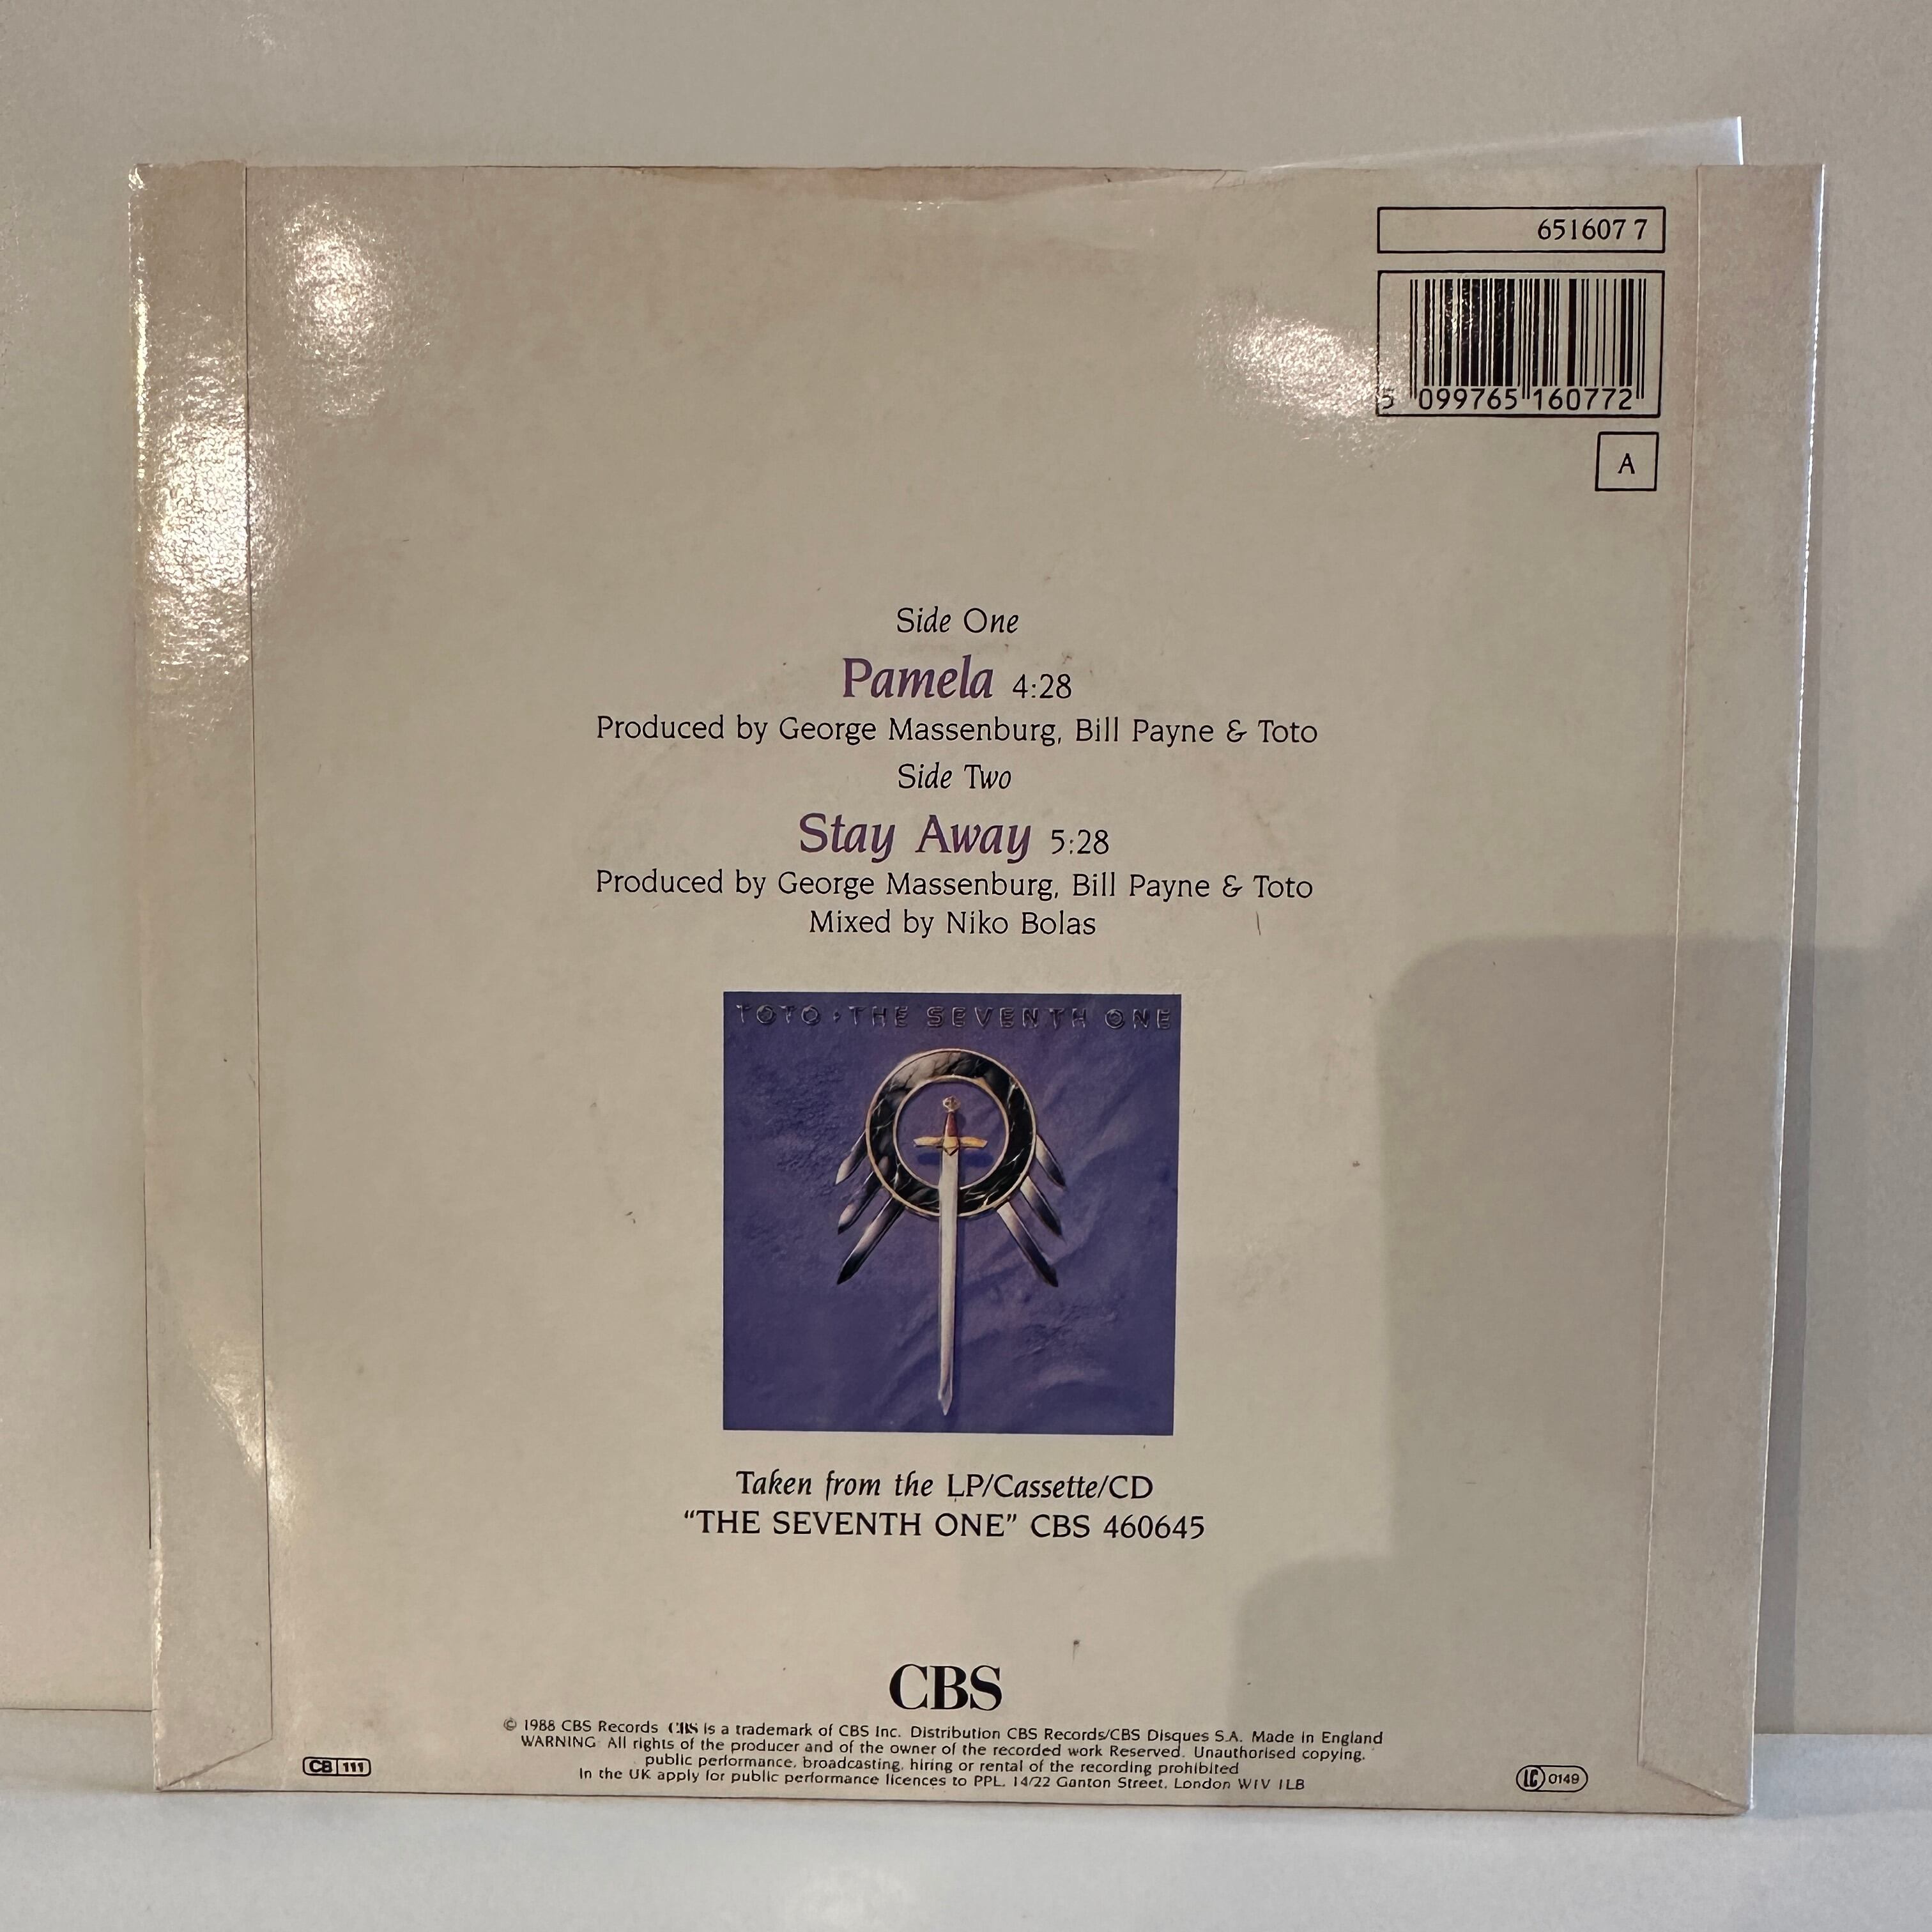 651607 7
5 099765 160772
A
Side One
Pamela 4:28
Produced by George Massenburg, Bill Payne & Toto
Side Two
Stay Away 5:28
Produced by George Massenburg, Bill Payne & Toto
Mixed by Niko Bolas
TOTO · THE SEVENTH ONE
Taken from the LP/Cassette/CD
“THE SEVENTH ONE” CBS 460645
CBS
© 1988 CBS Records CBS is a trademark of CBS Inc. Distribution CBS Records/CBS Disques S.A. Made in England
WARNING: All rights of the producer and of the owner of the recorded work Reserved. Unauthorised copying,
public performance, broadcasting, hiring or rental of the recording prohibited
In the UK apply for public performance licences to PPL, 14/22 Ganton Street, London W1V 1LB
CB 111
LC 0149